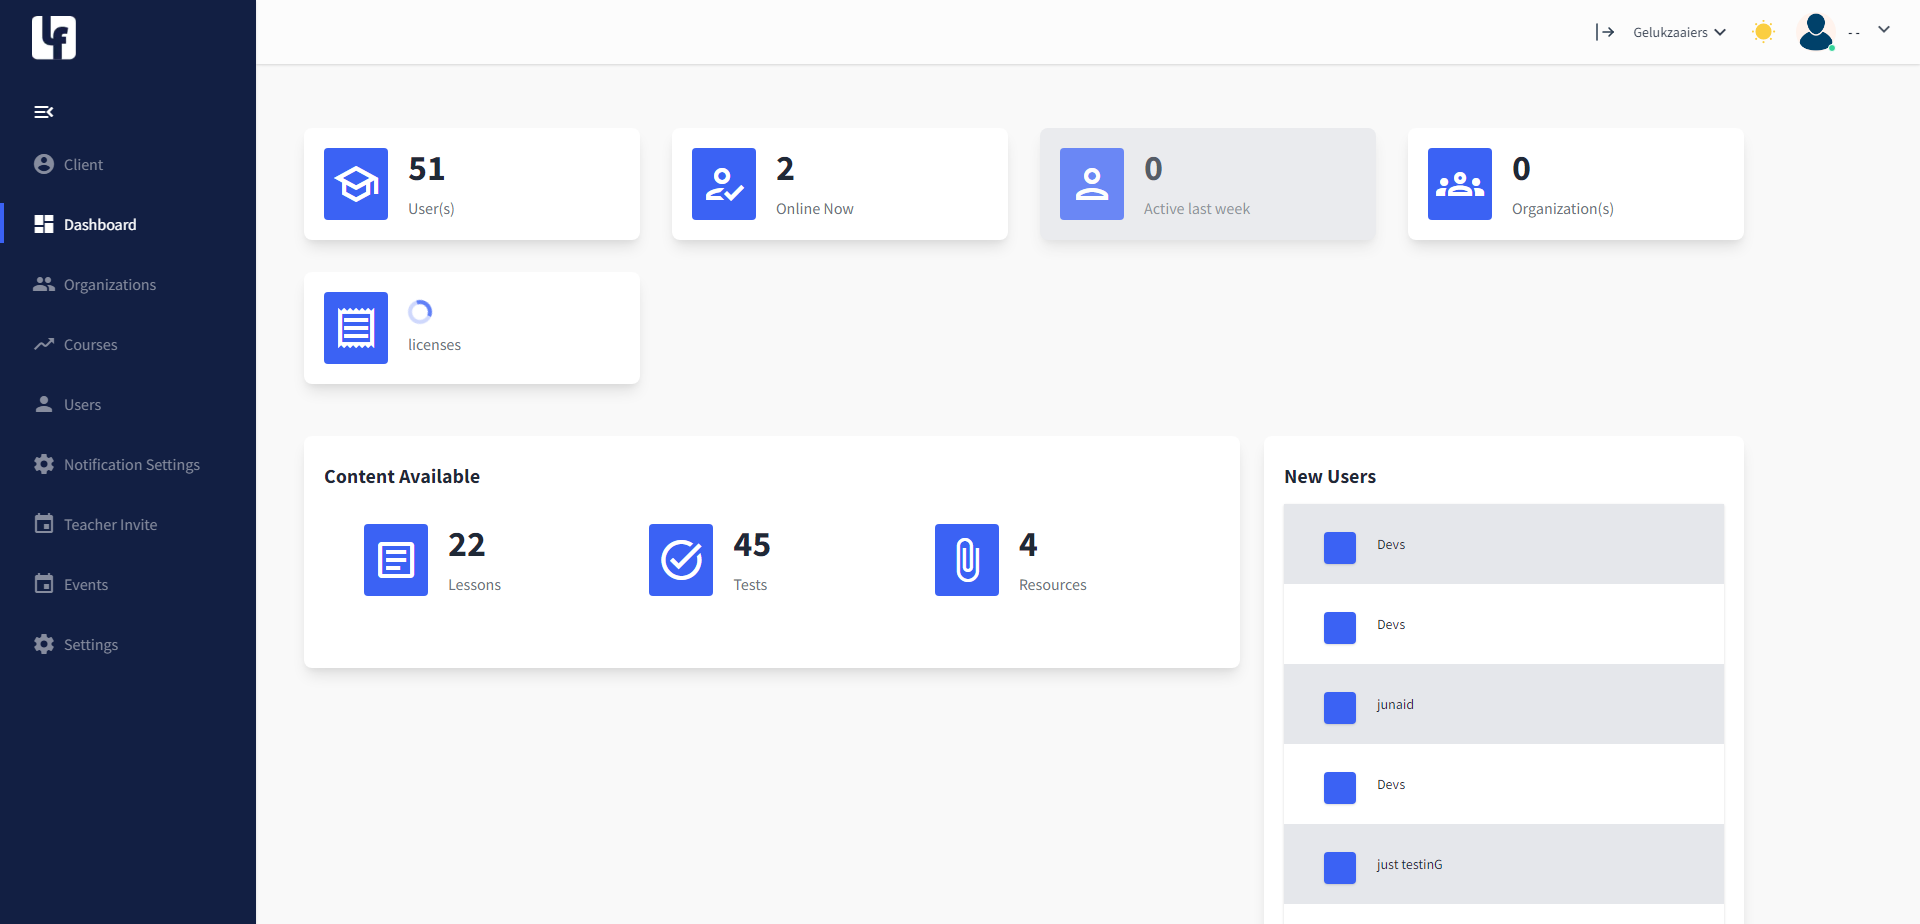 Gelukzaaiers
- -
Client
Dashboard
Organizations
Courses
Users
Notification Settings
Teacher Invite
Events
Settings
51
User(s)
2
Online Now
0
Active last week
0
Organization(s)
licenses
Content Available
22
Lessons
45
Tests
4
Resources
New Users
Devs
Devs
junaid
Devs
just testinG